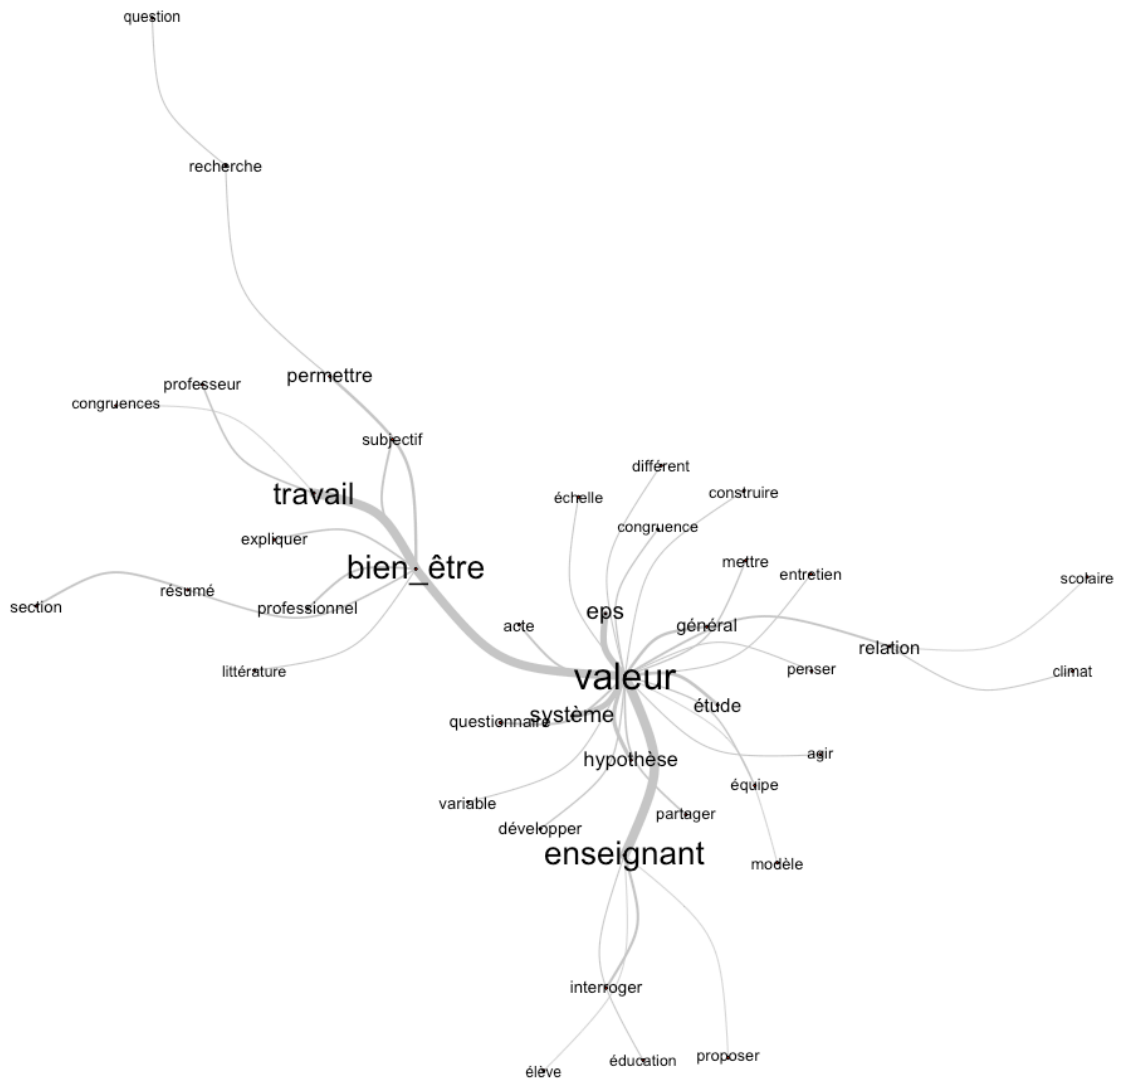 question
recherche
permettre
professeur
congruences
subjectif
différent
travail
échelle
construire
congruence
expliquer
mettre
bien_être
entretien
scolaire
résumé
section
professionnel
eps
acte
général
relation
littérature
penser
climat
valeur
étude
système
questionnaire
agir
hypothèse
équipe
variable
partager
développer
enseignant
modèle
interroger
proposer
éducation
élève